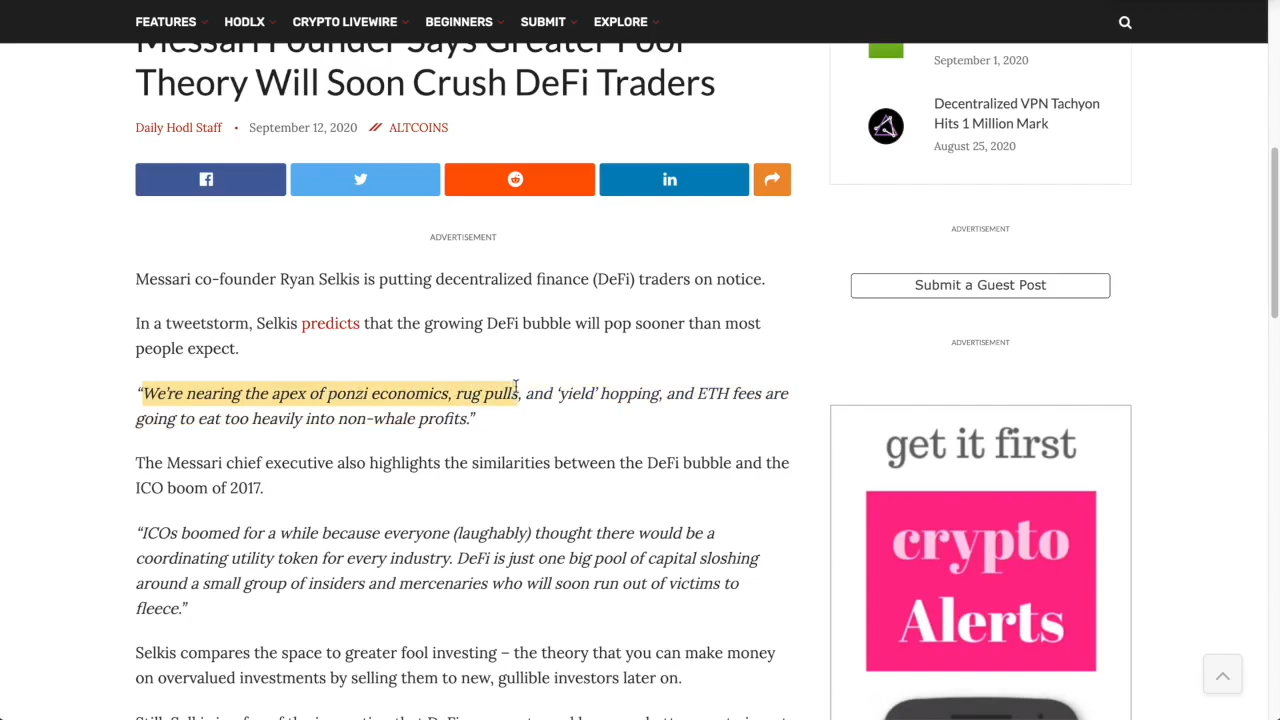 FEATURES HODLX CRYPTO LIVEWIRE BEGINNERS SUBMIT EXPLORE
Messari Founder Says Greater Fool
Theory Will Soon Crush DeFi Traders
Daily Hodl Staff • September 12, 2020 // ALTCOINS
ADVERTISEMENT
Messari co-founder Ryan Selkis is putting decentralized finance (DeFi) traders on notice.
In a tweetstorm, Selkis predicts that the growing DeFi bubble will pop sooner than most
people expect.
“We’re nearing the apex of ponzi economics, rug pulls, and ‘yield’ hopping, and ETH fees are
going to eat too heavily into non-whale profits.”
The Messari chief executive also highlights the similarities between the DeFi bubble and the
ICO boom of 2017.
“ICOs boomed for a while because everyone (laughably) thought there would be a
coordinating utility token for every industry. DeFi is just one big pool of capital sloshing
around a small group of insiders and mercenaries who will soon run out of victims to
fleece.”
Selkis compares the space to greater fool investing – the theory that you can make money
on overvalued investments by selling them to new, gullible investors later on.
September 1, 2020
Decentralized VPN Tachyon
Hits 1 Million Mark
August 25, 2020
ADVERTISEMENT
Submit a Guest Post
ADVERTISEMENT
get it first
crypto
Alerts